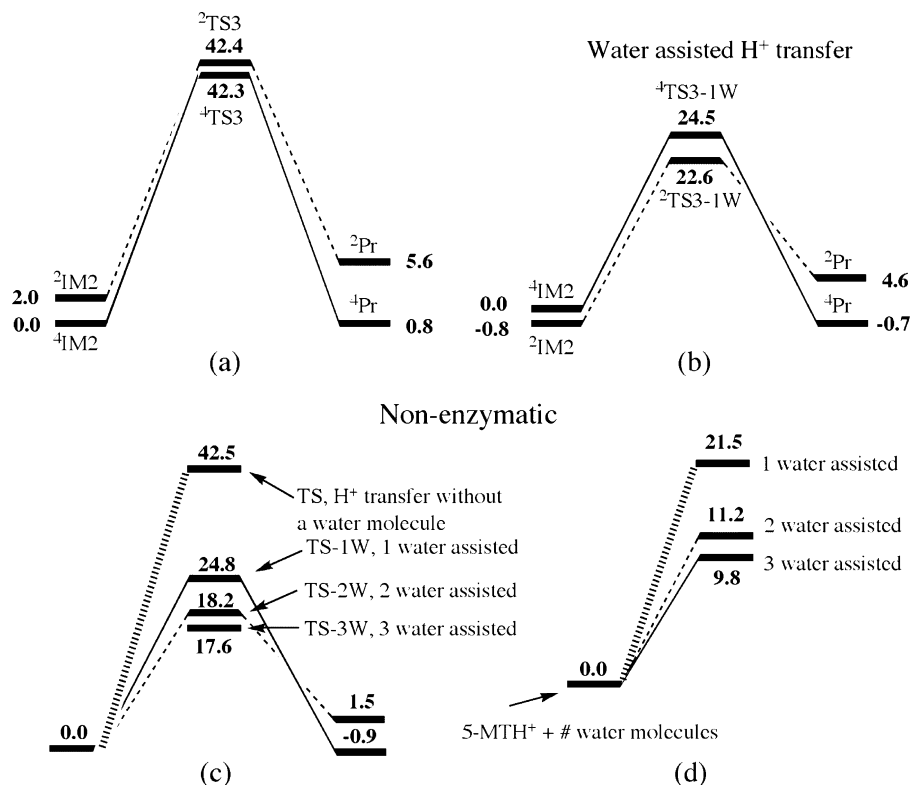 ²TS3
42.4
42.3
⁴TS3
²IM2
2.0
0.0
⁴IM2
²Pr
5.6
⁴Pr
0.8
(a)
Water assisted H⁺ transfer
⁴TS3-1W
24.5
22.6
²TS3-1W
⁴IM2
0.0
-0.8
²IM2
²Pr
4.6
⁴Pr
-0.7
(b)
Non-enzymatic
42.5
TS, H⁺ transfer without
a water molecule
TS-1W, 1 water assisted
24.8
TS-2W, 2 water assisted
18.2
TS-3W, 3 water assisted
17.6
0.0
1.5
-0.9
(c)
21.5
1 water assisted
11.2
2 water assisted
3 water assisted
9.8
0.0
5-MTH⁺ + # water molecules
(d)